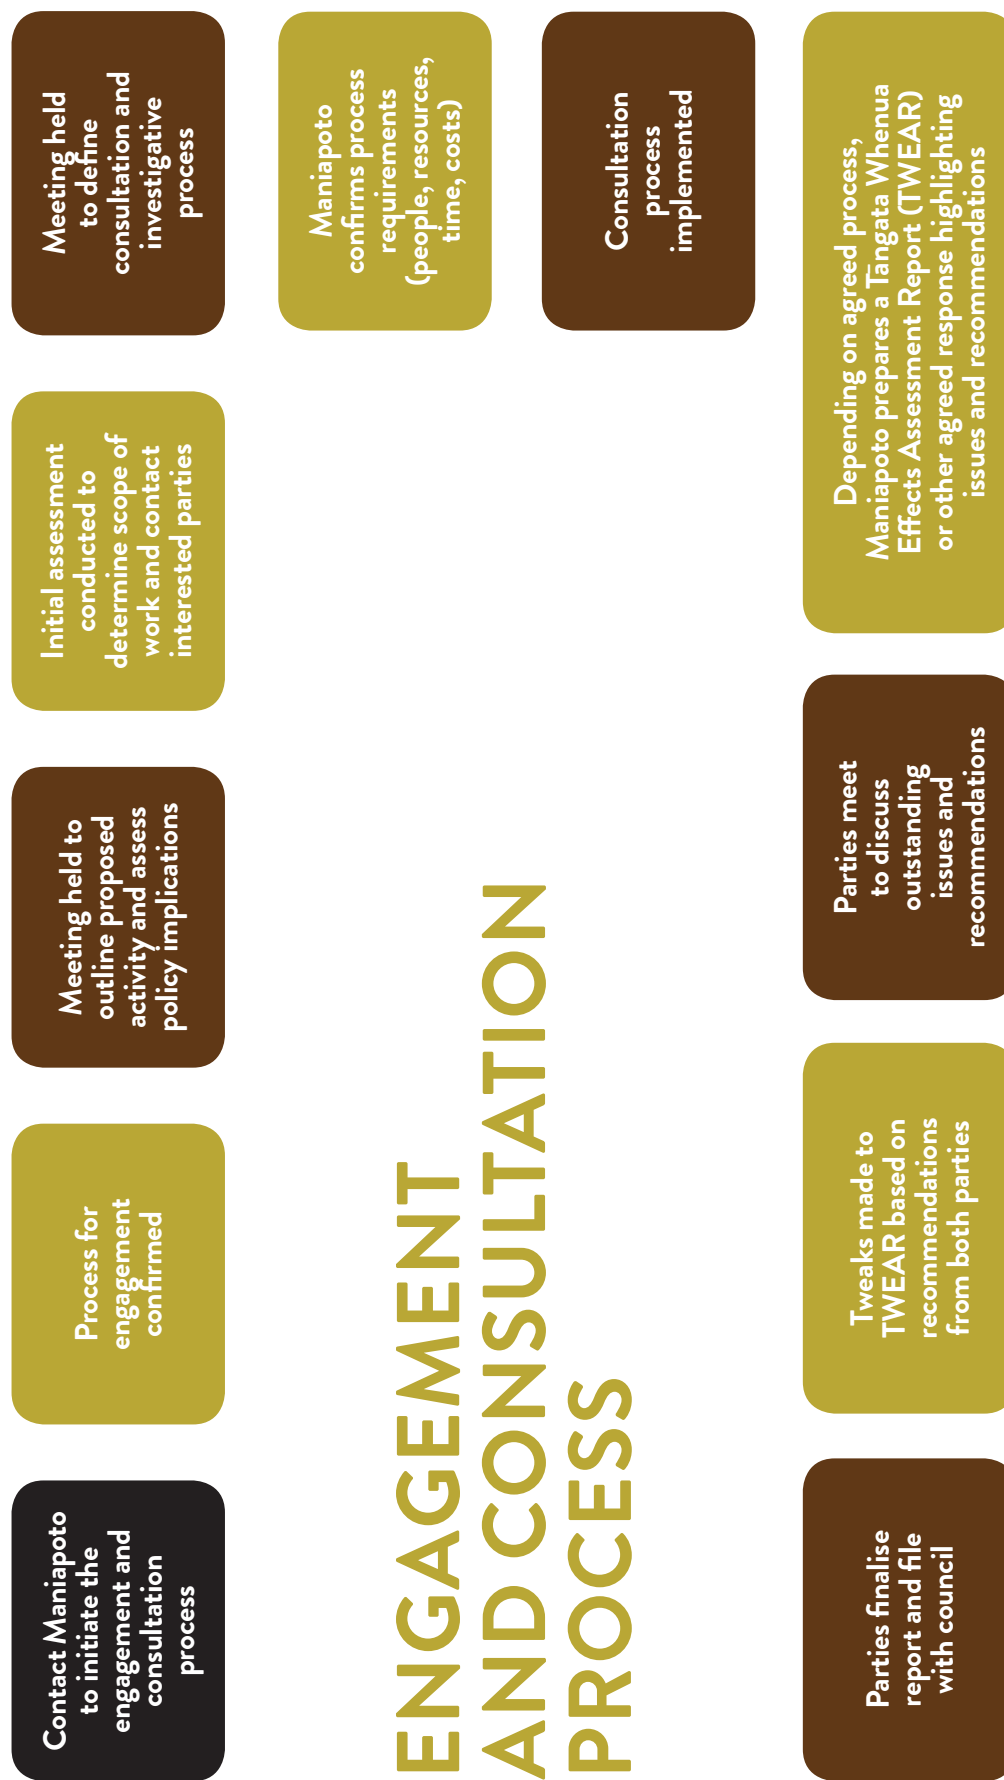 Contact Maniapoto
to initiate the
engagement and
consultation
process
Process for
engagement
confirmed
Meeting held to
outline proposed
activity and assess
policy implications
Initial assessment
conducted to
determine scope of
work and contact
interested parties
Meeting held
to define
consultation and
investigative
process
Maniapoto
confirms process
requirements
(people, resources,
time, costs)
Consultation
process
implemented
ENGAGEMENT
AND CONSULTATION
PROCESS
Depending on agreed process,
Maniapoto prepares a Tangata Whenua
Effects Assessment Report (TWEAR)
or other agreed response highlighting
issues and recommendations
Parties meet
to discuss
outstanding
issues and
recommendations
Tweaks made to
TWEAR based on
recommendations
from both parties
Parties finalise
report and file
with council